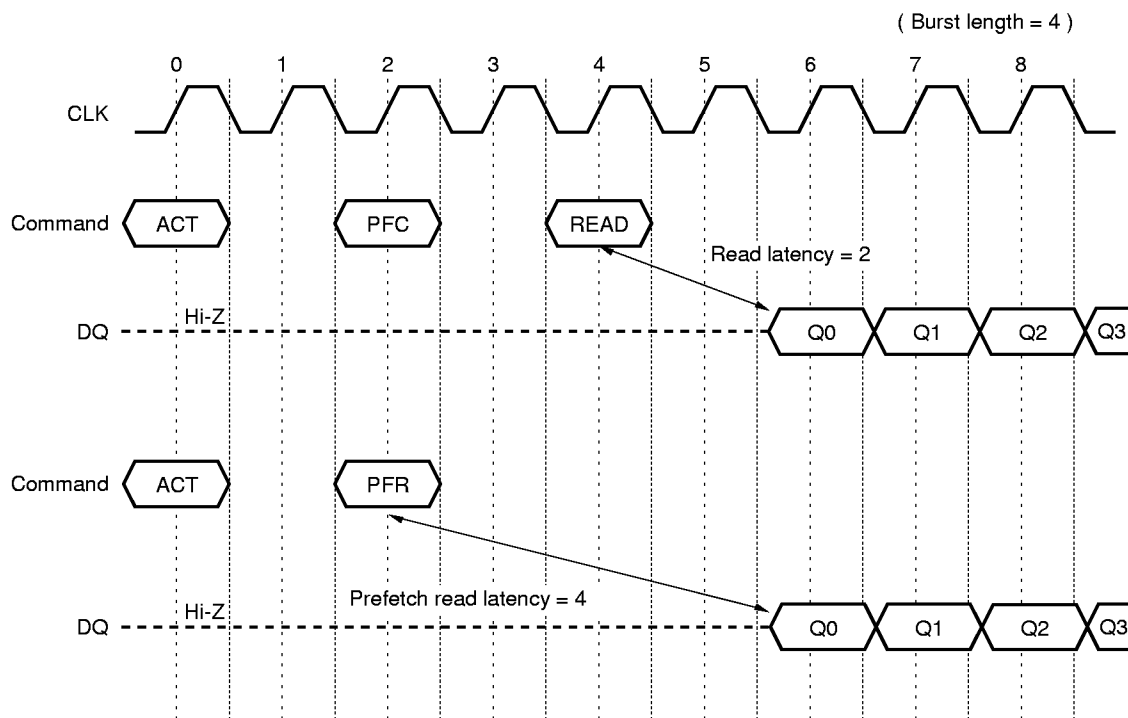 ( Burst length = 4 )
0 1 2 3 4 5 6 7 8
CLK
Command ACT PFC READ
Read latency = 2
Hi-Z
DQ Q0 Q1 Q2 Q3
Command ACT PFR
Prefetch read latency = 4
Hi-Z
DQ Q0 Q1 Q2 Q3